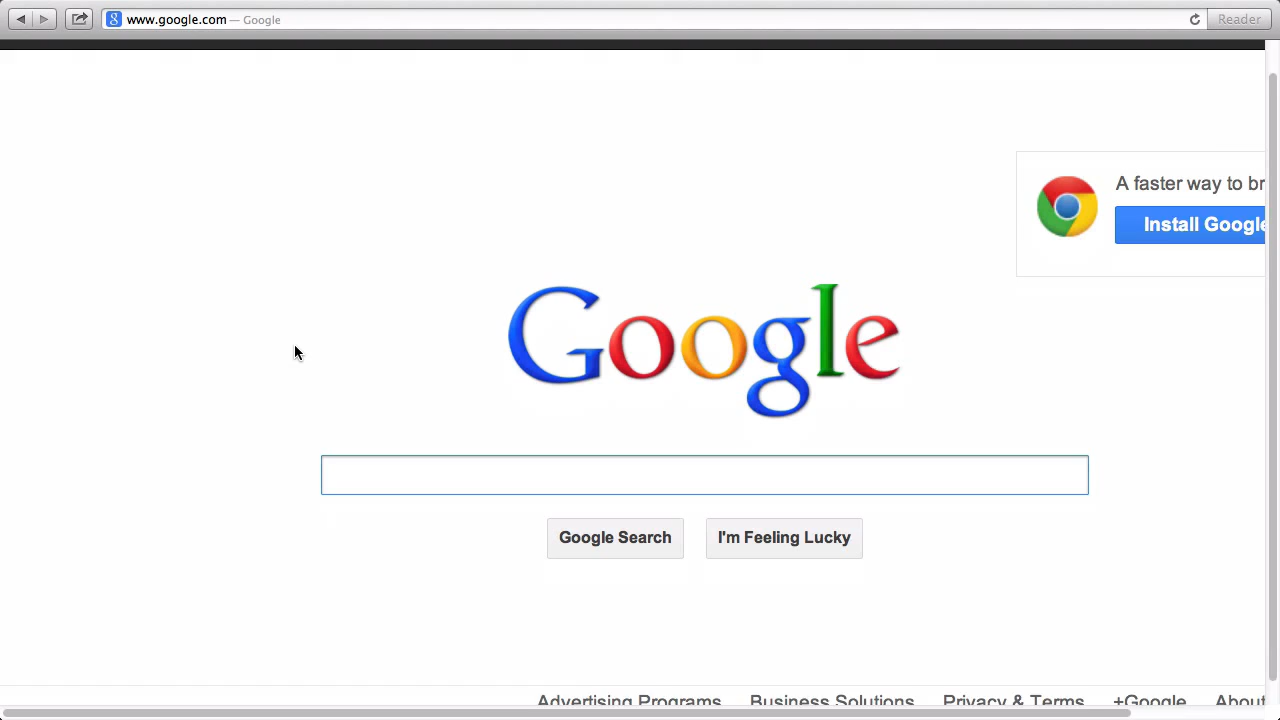 www.google.com — Google
Reader
A faster way to br
Install Google
Google
Google Search
I'm Feeling Lucky
Advertising Programs Business Solutions Privacy & Terms +Google About